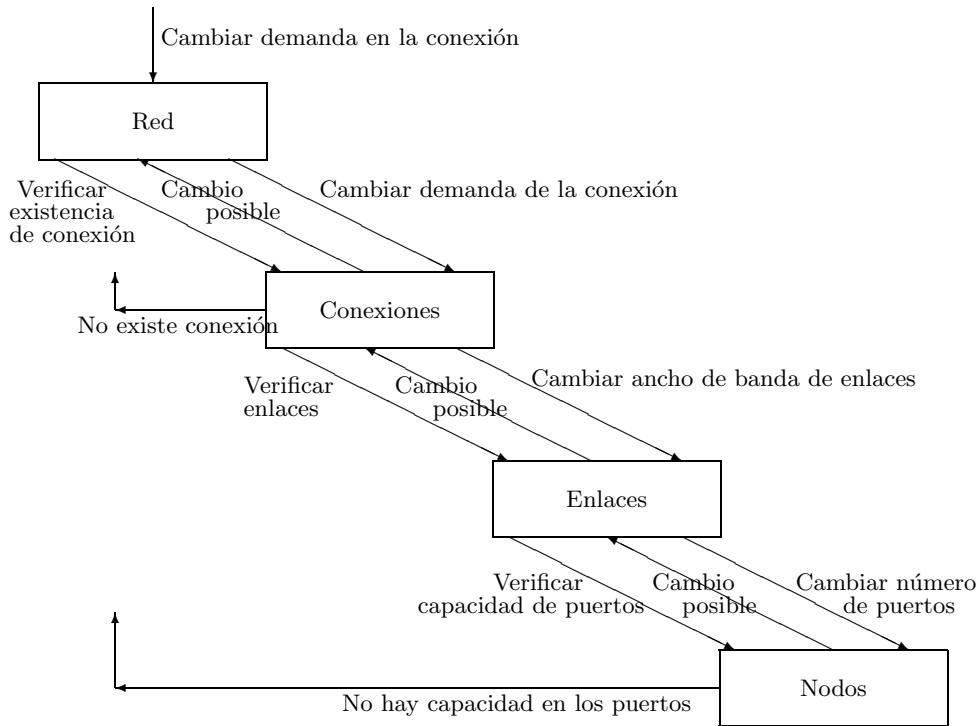 Cambiar demanda en la conexión
Red
Verificar
existencia
de conexión
Cambio
posible
Cambiar demanda de la conexión
Conexiones
No existe conexión
Verificar
enlaces
Cambio
posible
Cambiar ancho de banda de enlaces
Enlaces
Verificar
capacidad de puertos
Cambio
posible
Cambiar número
de puertos
Nodos
No hay capacidad en los puertos